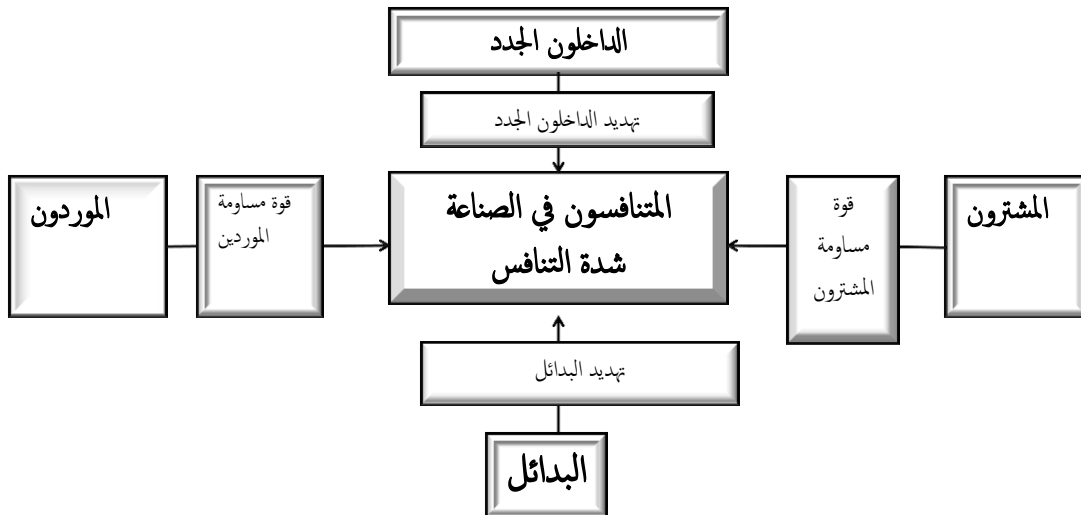 الداخلون الجدد
تهديد الداخلون الجدد
المشترون
قوة
مساومة
المشترون
المتنافسون في الصناعة
شدة التنافس
قوة مساومة
الموردين
الموردون
تهديد البدائل
البدائل